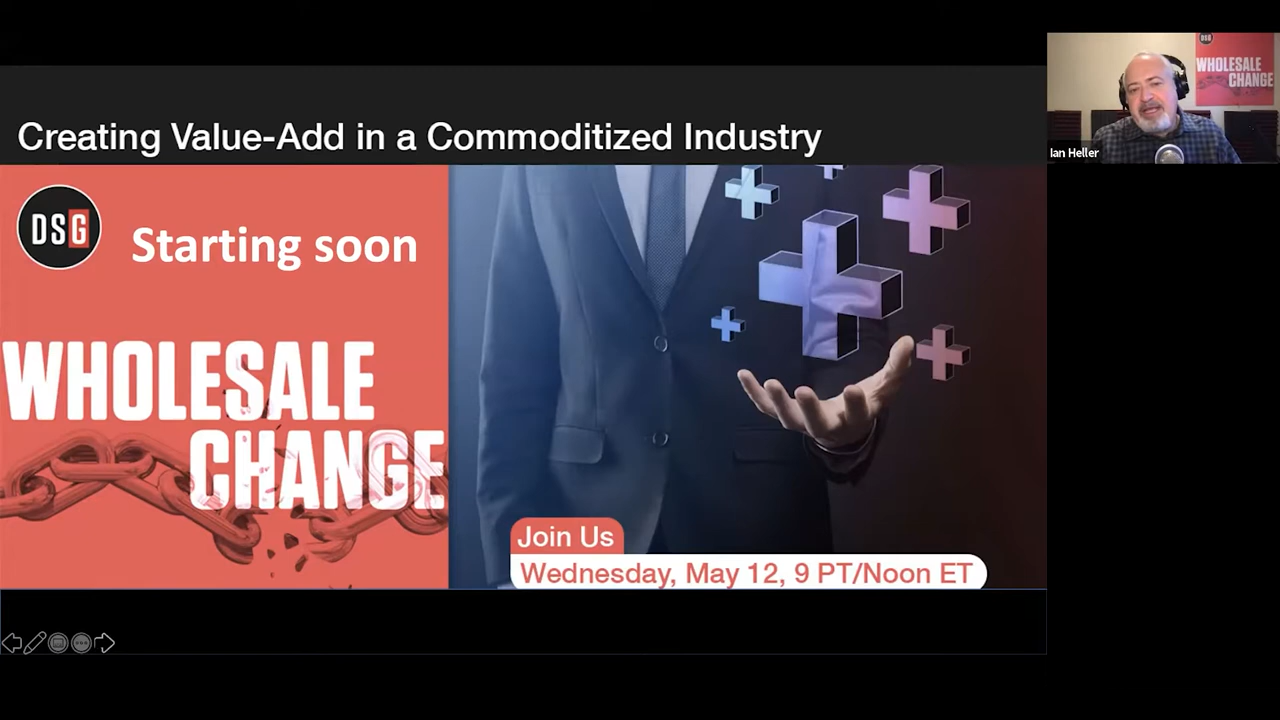 Creating Value-Add in a Commoditized Industry
DSG
Starting soon
WHOLESALE
CHANGE
Join Us
Wednesday, May 12, 9 PT/Noon ET
DSG
WHOLESALE
CHANGE
Ian Heller